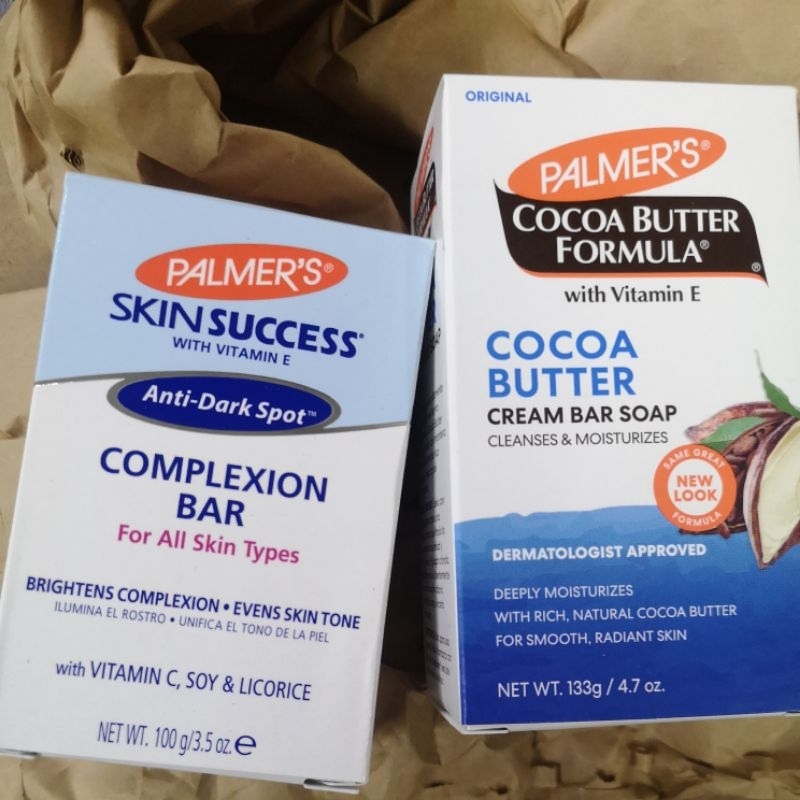 PALMER'S®
SKIN SUCCESS®
WITH VITAMIN E
Anti-Dark Spot™
COMPLEXION
BAR
For All Skin Types
BRIGHTENS COMPLEXION • EVENS SKIN TONE
ILUMINA EL ROSTRO • UNIFICA EL TONO DE LA PIEL
with VITAMIN C, SOY & LICORICE
NET WT. 100 g/3.5 oz. e
ORIGINAL
PALMER'S®
COCOA BUTTER
FORMULA®
®
with Vitamin E
COCOA
BUTTER
CREAM BAR SOAP
CLEANSES & MOISTURIZES
SAME GREAT
NEW
LOOK
FORMULA
DERMATOLOGIST APPROVED
DEEPLY MOISTURIZES
WITH RICH, NATURAL COCOA BUTTER
FOR SMOOTH, RADIANT SKIN
NET WT. 133g / 4.7 oz.